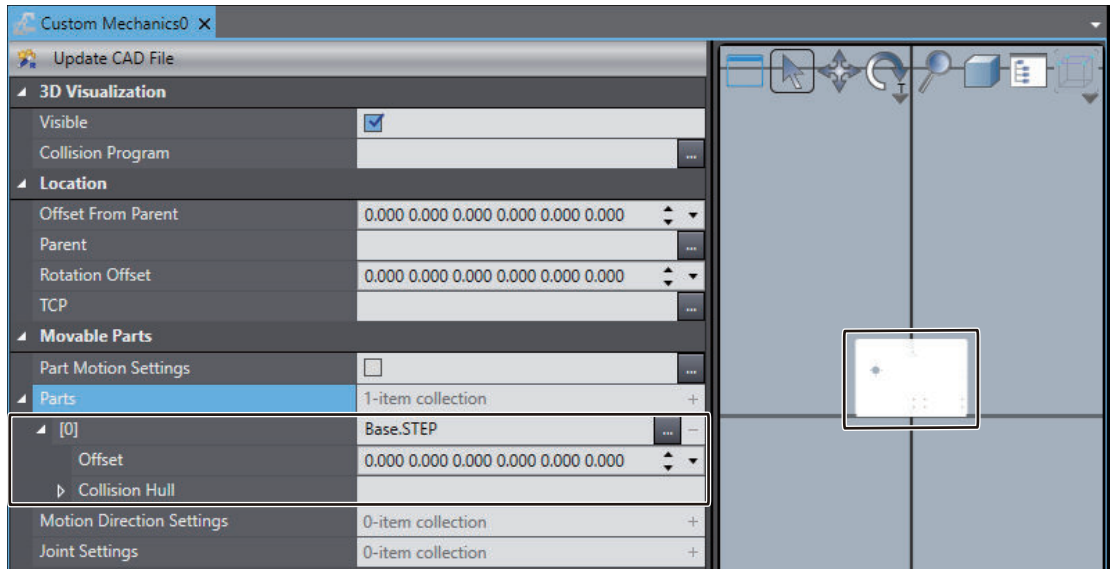 Custom Mechanics0
Update CAD File
3D Visualization
Visible
Collision Program ...
Location
Offset From Parent 0.000 0.000 0.000 0.000 0.000 0.000
Parent ...
Rotation Offset 0.000 0.000 0.000 0.000 0.000 0.000
TCP ...
Movable Parts
Part Motion Settings ...
Parts 1-item collection +
[0] Base.STEP ... −
Offset 0.000 0.000 0.000 0.000 0.000 0.000
Collision Hull
Motion Direction Settings 0-item collection +
Joint Settings 0-item collection +
T